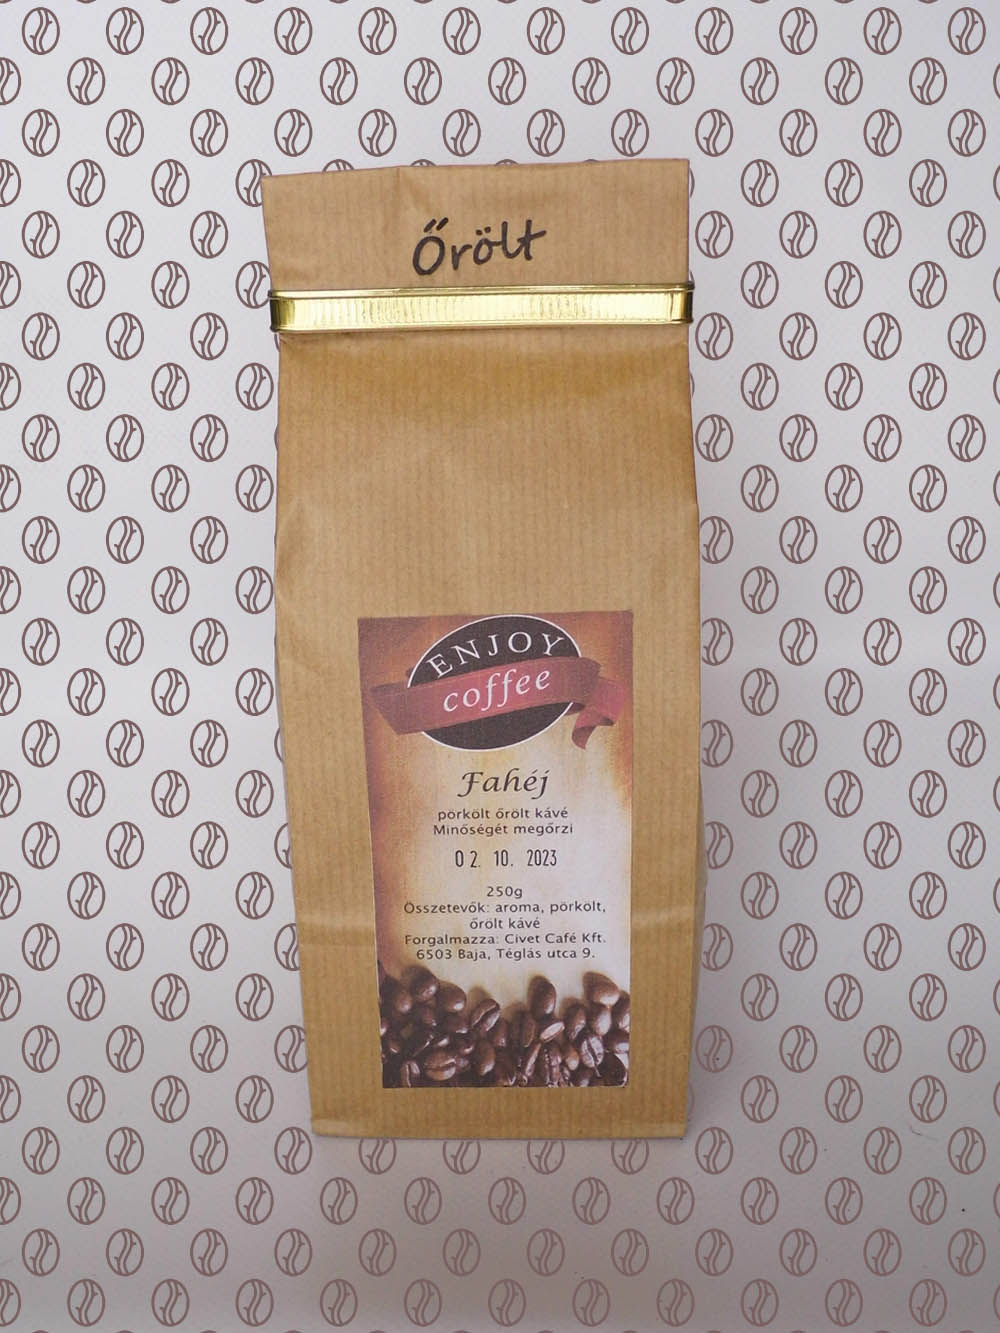 Őrölt
ENJOY
coffee
Fahéj
pörkölt őrölt kávé
Minőségét megőrzi
02. 10. 2023
250g
Összetevők: aroma, pörkölt,
őrölt kávé
Forgalmazza: Civet Café Kft.
6503 Baja, Téglás utca 9.